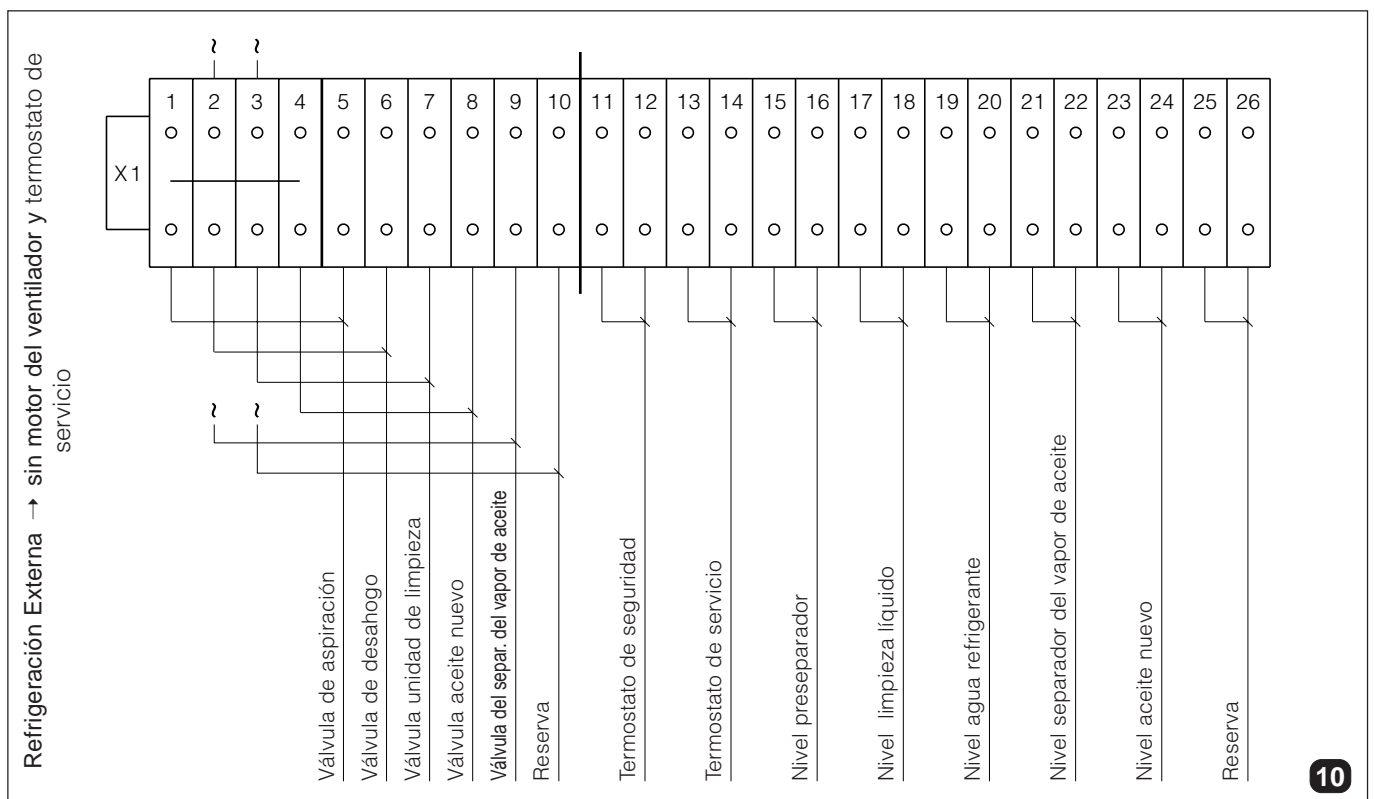 Refrigeración Externa → sin motor del ventilador y termostato de
servicio
~ ~
X1
1 2 3 4 5 6 7 8 9 10 11 12 13 14 15 16 17 18 19 20 21 22 23 24 25 26
~ ~
Válvula de aspiración
Válvula de desahogo
Válvula unidad de limpieza
Válvula aceite nuevo
Válvula del separ. del vapor de aceite
Reserva
Termostato de seguridad
Termostato de servicio
Nivel preseparador
Nivel limpieza líquido
Nivel agua refrigerante
Nivel separador del vapor de aceite
Nivel aceite nuevo
Reserva
10